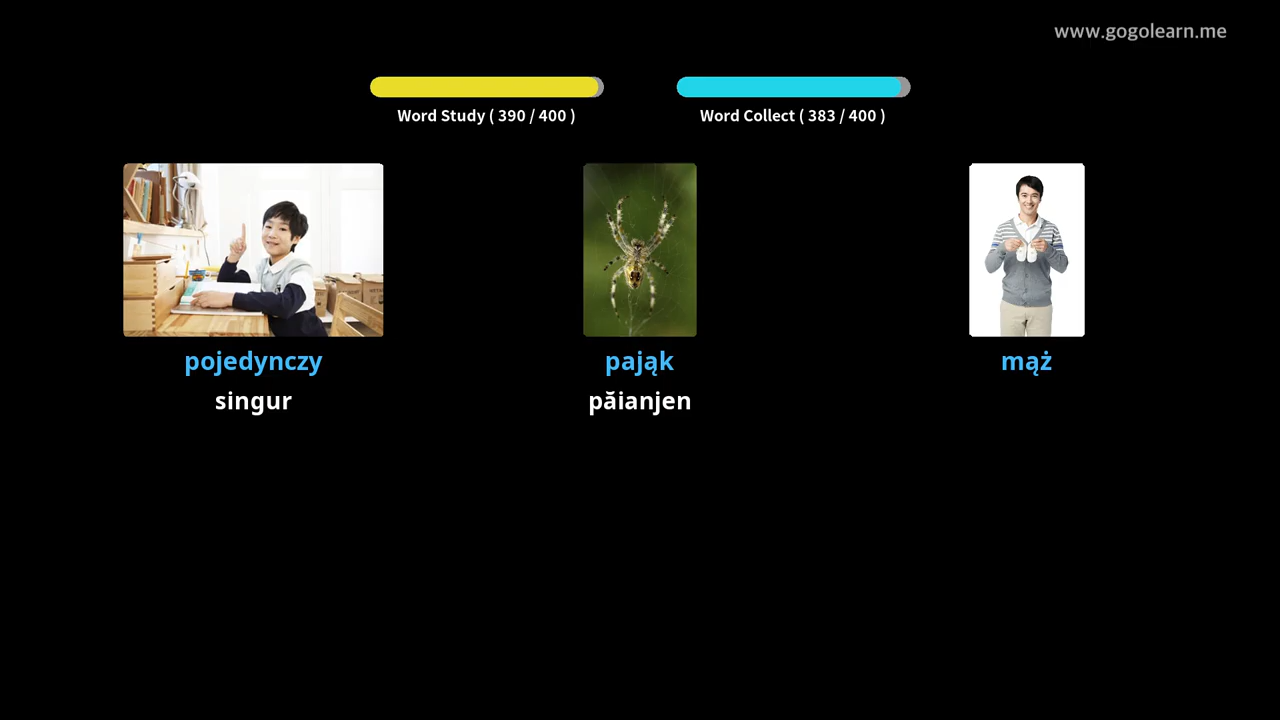 www.gogolearn.me
Word Study ( 390 / 400 )
Word Collect ( 383 / 400 )
pojedynczy
pająk
mąż
singur
păianjen